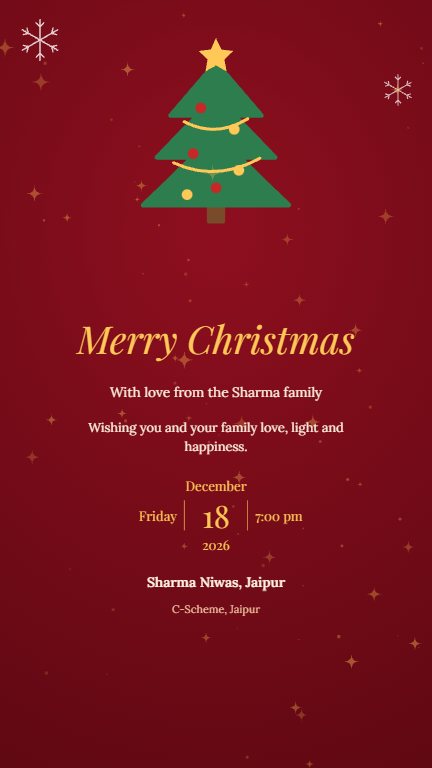 Merry Christmas
With love from the Sharma family
Wishing you and your family love, light and
happiness.
December
Friday 18 7:00 pm
2026
Sharma Niwas, Jaipur
C-Scheme, Jaipur